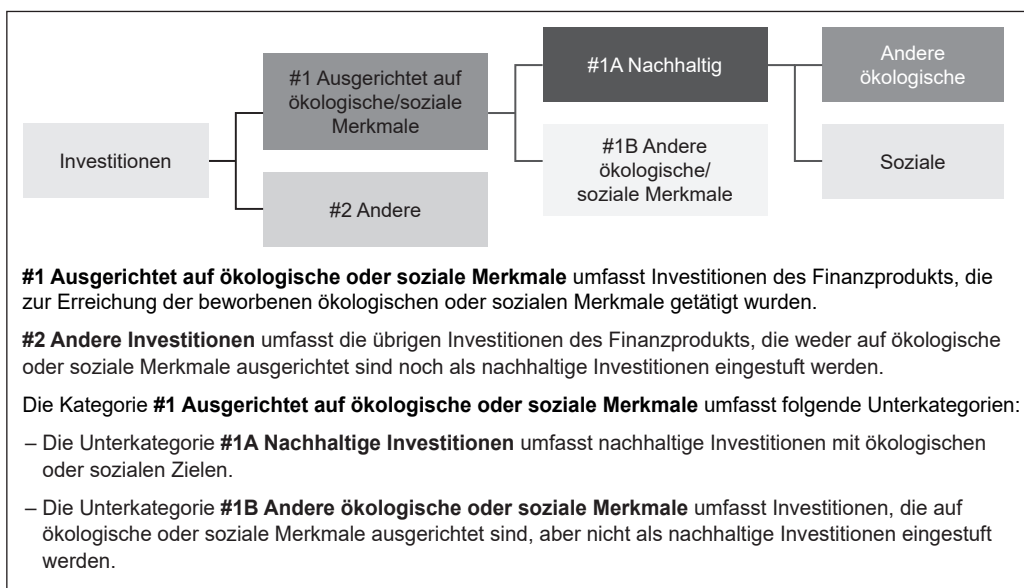 Investitionen
#1 Ausgerichtet auf
ökologische/soziale
Merkmale
#2 Andere
#1A Nachhaltig
#1B Andere
ökologische/
soziale Merkmale
Andere
ökologische
Soziale
#1 Ausgerichtet auf ökologische oder soziale Merkmale umfasst Investitionen des Finanzprodukts, die
zur Erreichung der beworbenen ökologischen oder sozialen Merkmale getätigt wurden.
#2 Andere Investitionen umfasst die übrigen Investitionen des Finanzprodukts, die weder auf ökologische
oder soziale Merkmale ausgerichtet sind noch als nachhaltige Investitionen eingestuft werden.
Die Kategorie #1 Ausgerichtet auf ökologische oder soziale Merkmale umfasst folgende Unterkategorien:
– Die Unterkategorie #1A Nachhaltige Investitionen umfasst nachhaltige Investitionen mit ökologischen
oder sozialen Zielen.
– Die Unterkategorie #1B Andere ökologische oder soziale Merkmale umfasst Investitionen, die auf
ökologische oder soziale Merkmale ausgerichtet sind, aber nicht als nachhaltige Investitionen eingestuft
werden.